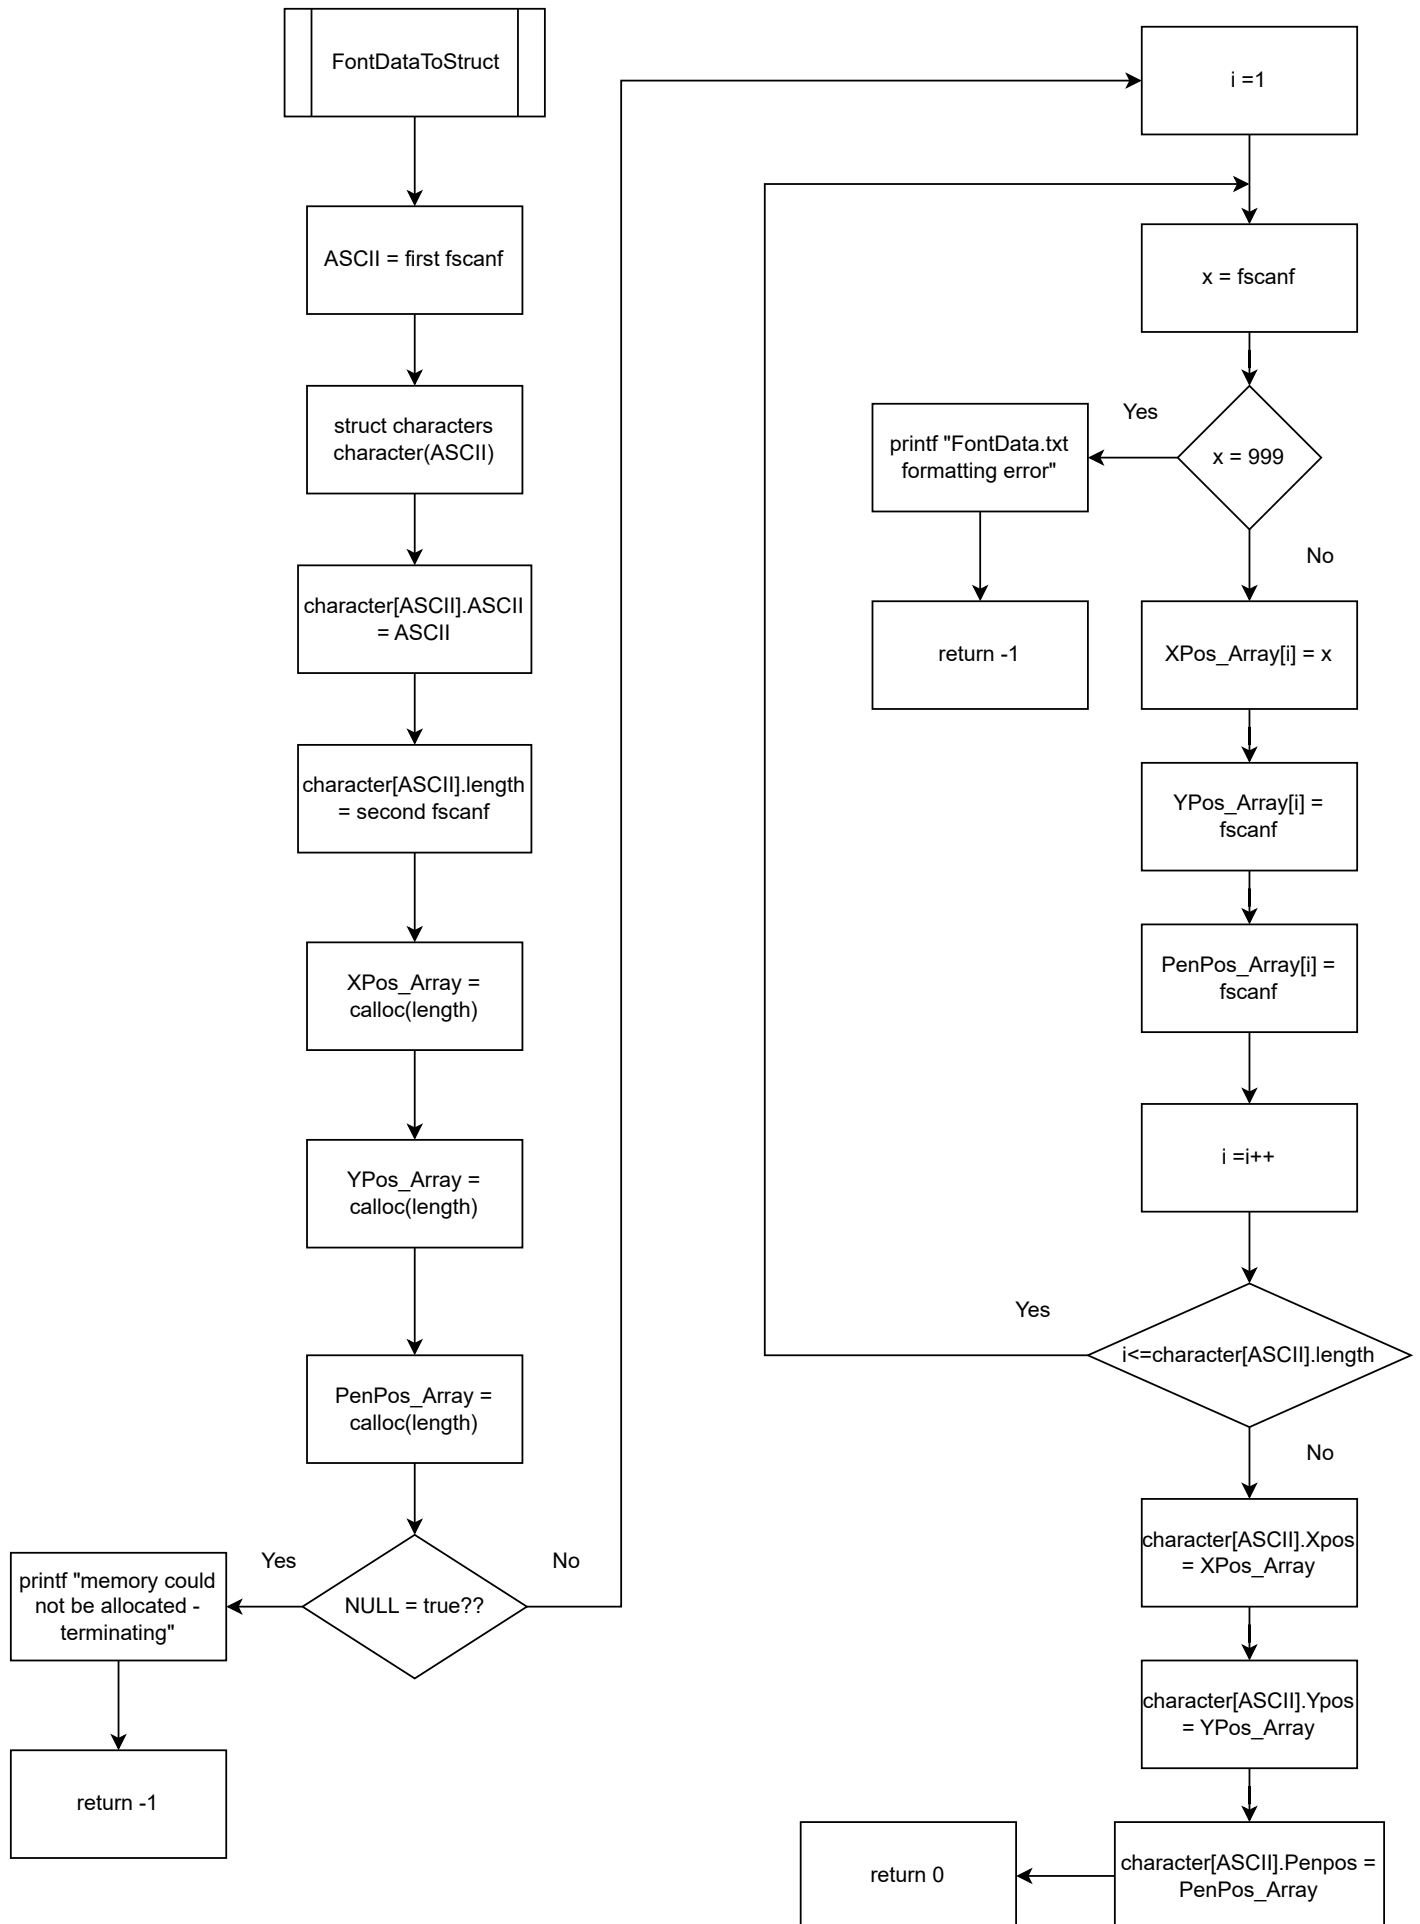 FontDataToStruct
ASCII = first fscanf
struct characters
character(ASCII)
character[ASCII].ASCII
= ASCII
character[ASCII].length
= second fscanf
XPos_Array =
calloc(length)
YPos_Array =
calloc(length)
PenPos_Array =
calloc(length)
NULL = true??
Yes
No
printf "memory could
not be allocated -
terminating"
return -1
i =1
x = fscanf
x = 999
Yes
No
printf "FontData.txt
formatting error"
return -1
XPos_Array[i] = x
YPos_Array[i] =
fscanf
PenPos_Array[i] =
fscanf
i =i++
i<=character[ASCII].length
Yes
No
character[ASCII].Xpos
= XPos_Array
character[ASCII].Ypos
= YPos_Array
character[ASCII].Penpos =
PenPos_Array
return 0